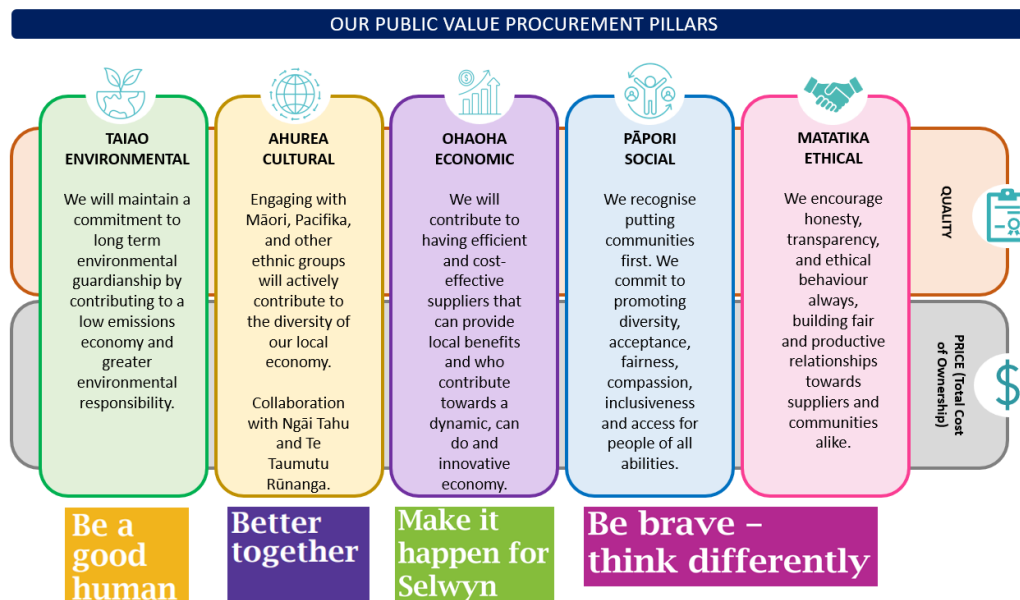 OUR PUBLIC VALUE PROCUREMENT PILLARS
TAIAO
ENVIRONMENTAL
We will maintain a
commitment to
long term
environmental
guardianship by
contributing to a
low emissions
economy and
greater
environmental
responsibility.
AHUREA
CULTURAL
Engaging with
Māori, Pacifika,
and other
ethnic groups
will actively
contribute to
the diversity of
our local
economy.
Collaboration
with Ngāi Tahu
and Te
Taumutu
Rūnanga.
OHAOHA
ECONOMIC
We will
contribute to
having efficient
and cost-
effective
suppliers that
can provide
local benefits
and who
contribute
towards a
dynamic, can
do and
innovative
economy.
PĀPORI
SOCIAL
We recognise
putting
communities
first. We
commit to
promoting
diversity,
acceptance,
fairness,
compassion,
inclusiveness
and access for
people of all
abilities.
MATATIKA
ETHICAL
We encourage
honesty,
transparency,
and ethical
behaviour
always,
building fair
and productive
relationships
towards
suppliers and
communities
alike.
QUALITY
PRICE (Total Cost
of Ownership)
$
Be a
good
human
Better
together
Make it
happen for
Selwyn
Be brave –
think differently